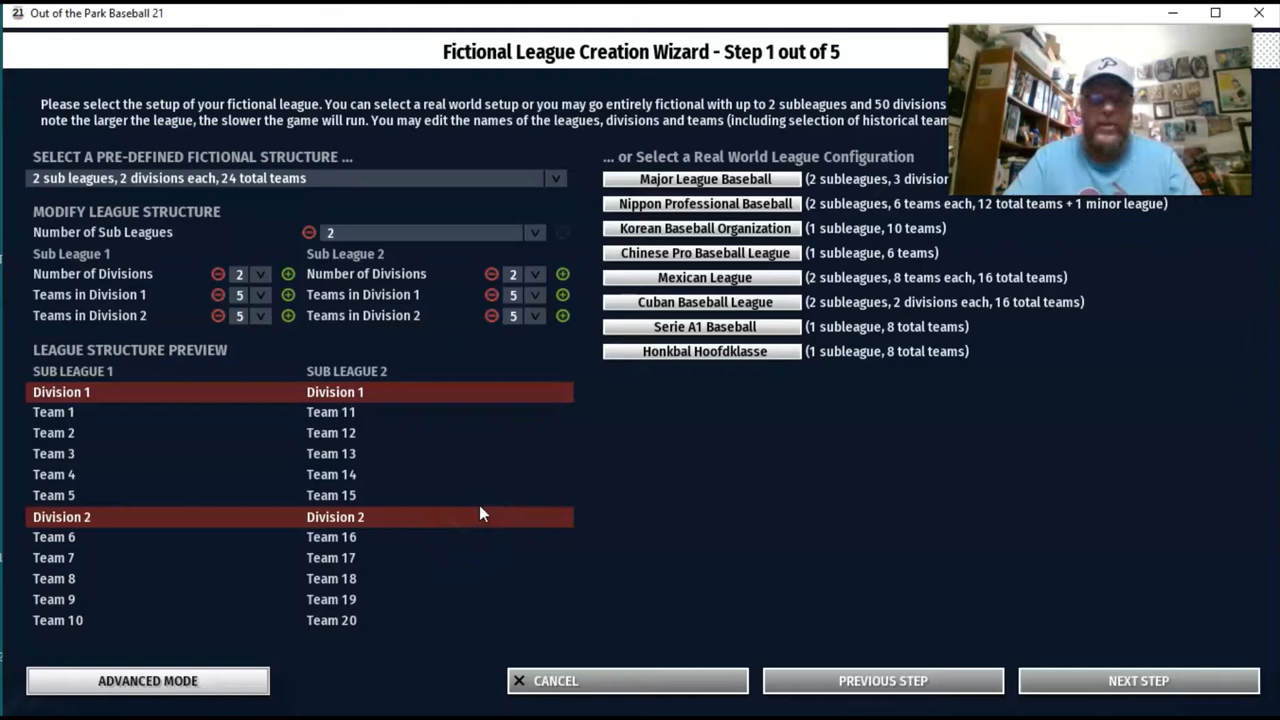 21 Out of the Park Baseball 21
Fictional League Creation Wizard - Step 1 out of 5
Please select the setup of your fictional league. You can select a real world setup or you may go entirely fictional with up to 2 subleagues and 50 divisions
note the larger the league, the slower the game will run. You may edit the names of the leagues, divisions and teams (including selection of historical team
SELECT A PRE-DEFINED FICTIONAL STRUCTURE ...
2 sub leagues, 2 divisions each, 24 total teams
MODIFY LEAGUE STRUCTURE
Number of Sub Leagues 2
Sub League 1 Sub League 2
Number of Divisions 2 Number of Divisions 2
Teams in Division 1 5 Teams in Division 1 5
Teams in Division 2 5 Teams in Division 2 5
LEAGUE STRUCTURE PREVIEW
SUB LEAGUE 1 SUB LEAGUE 2
Division 1 Division 1
Team 1 Team 11
Team 2 Team 12
Team 3 Team 13
Team 4 Team 14
Team 5 Team 15
Division 2 Division 2
Team 6 Team 16
Team 7 Team 17
Team 8 Team 18
Team 9 Team 19
Team 10 Team 20
... or Select a Real World League Configuration
Major League Baseball (2 subleagues, 3 division
Nippon Professional Baseball (2 subleagues, 6 teams each, 12 total teams + 1 minor league)
Korean Baseball Organization (1 subleague, 10 teams)
Chinese Pro Baseball League (1 subleague, 6 teams)
Mexican League (2 subleagues, 8 teams each, 16 total teams)
Cuban Baseball League (2 subleagues, 2 divisions each, 16 total teams)
Serie A1 Baseball (1 subleague, 8 total teams)
Honkbal Hoofdklasse (1 subleague, 8 total teams)
ADVANCED MODE CANCEL PREVIOUS STEP NEXT STEP
P